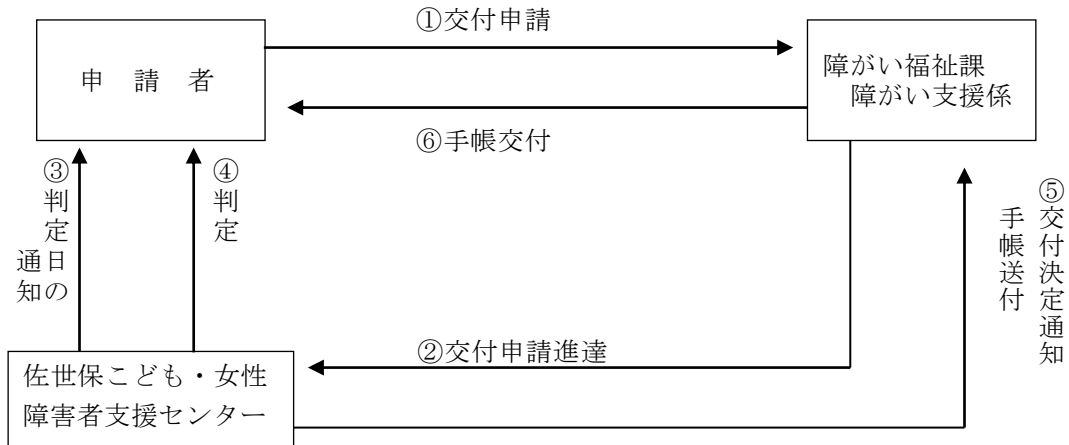 ①交付申請
申 請 者
障がい福祉課
障がい支援係
⑥手帳交付
③判定日の
通知
④判定
⑤交付決定通知
手帳送付
②交付申請進達
佐世保こども・女性
障害者支援センター